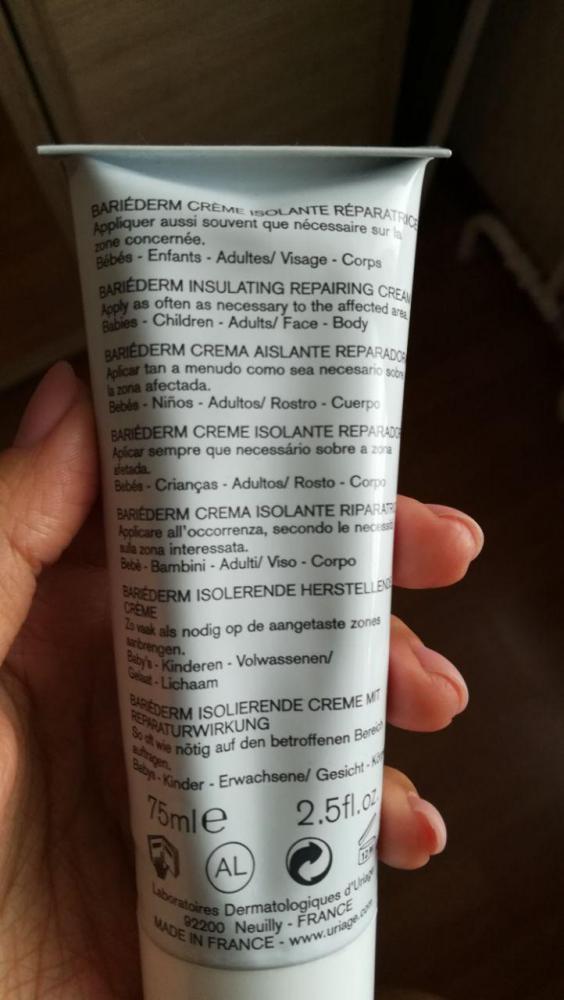 BARIÉDERM CRÈME ISOLANTE RÉPARATRICE
Appliquer aussi souvent que nécessaire sur la
zone concernée.
Bébés - Enfants - Adultes/ Visage - Corps
BARIÉDERM INSULATING REPAIRING CREAM
Apply as often as necessary to the affected area.
Babies - Children - Adults/ Face - Body
BARIÉDERM CREMA AISLANTE REPARADOR
Aplicar tan a menudo como sea necesario sobre
la zona afectada.
Bebés - Niños - Adultos/ Rostro - Cuerpo
BARIÉDERM CREME ISOLANTE REPARADO
Aplicar sempre que necessário sobre a zona
afetada.
Bebés - Crianças - Adultos/ Rosto - Corpo
BARIÉDERM CREMA ISOLANTE RIPARATRI
Applicare all'occorrenza, secondo le necessità
sulla zona interessata.
Bebè - Bambini - Adulti/ Viso - Corpo
BARIÉDERM ISOLERENDE HERSTELLENDE
CRÈME
Zo vaak als nodig op de aangetaste zones
aanbrengen.
Baby's - Kinderen - Volwassenen/
Gelaat - Lichaam
BARIÉDERM ISOLIERENDE CREME MIT
REPARATURWIRKUNG
So oft wie nötig auf den betroffenen Bereich
auftragen.
Babys - Kinder - Erwachsene/ Gesicht - Kör
75ml e 2.5fl.oz.
AL 12 M
Laboratoires Dermatologiques d'Uriage
92200 Neuilly - FRANCE
MADE IN FRANCE - www.uriage.com